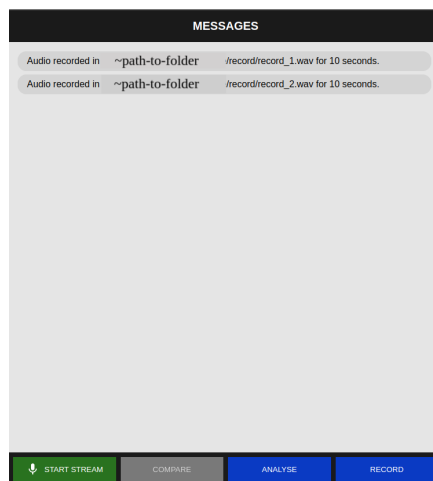 MESSAGES
Audio recorded in ~path-to-folder /record/record_1.wav for 10 seconds.
Audio recorded in ~path-to-folder /record/record_2.wav for 10 seconds.
START STREAM COMPARE ANALYSE RECORD